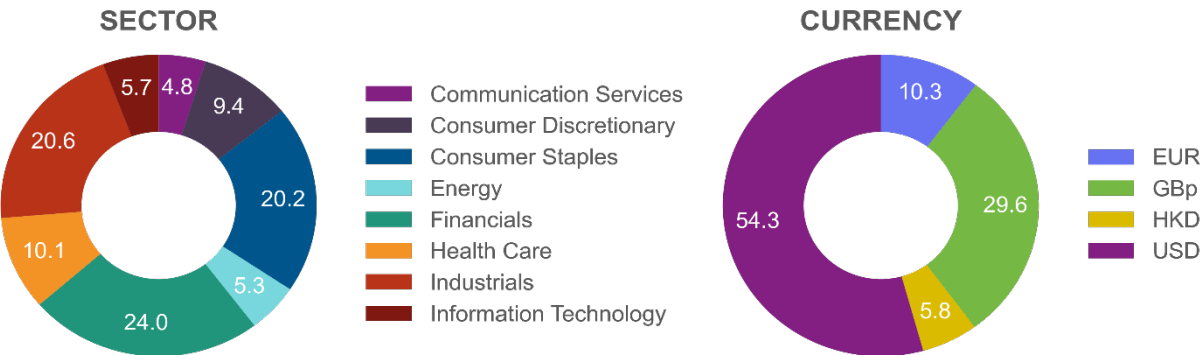 SECTOR
5.7
4.8
9.4
20.6
20.2
10.1
5.3
24.0
Communication Services
Consumer Discretionary
Consumer Staples
Energy
Financials
Health Care
Industrials
Information Technology
CURRENCY
10.3
29.6
54.3
5.8
EUR
GBp
HKD
USD